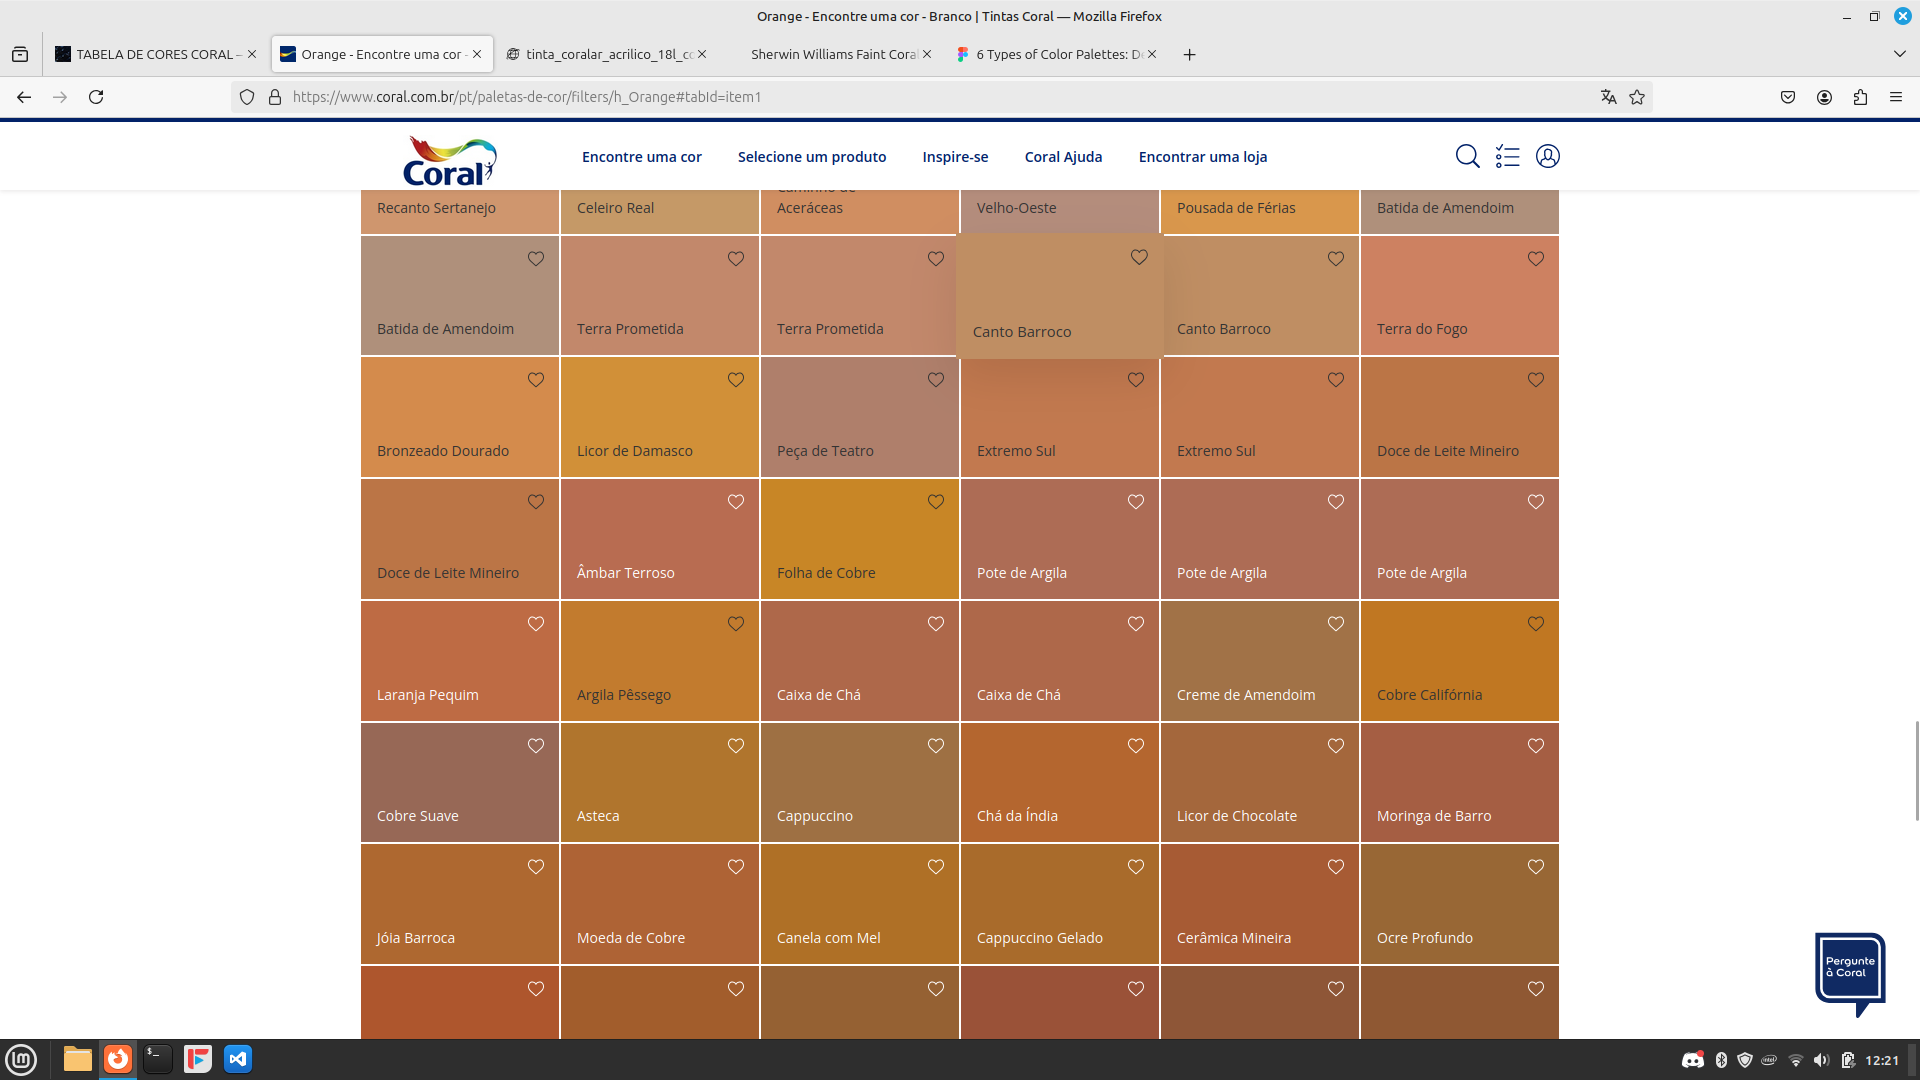 Orange - Encontre uma cor - Branco | Tintas Coral — Mozilla Firefox
TABELA DE CORES CORAL –
Orange - Encontre uma cor -
tinta_coralar_acrilico_18l_co
Sherwin Williams Faint Coral
6 Types of Color Palettes: De
https://www.coral.com.br/pt/paletas-de-cor/filters/h_Orange#tabId=item1
Coral
Encontre uma cor
Selecione um produto
Inspire-se
Coral Ajuda
Encontrar uma loja
Recanto Sertanejo
Celeiro Real
Caminho de
Aceráceas
Velho-Oeste
Pousada de Férias
Batida de Amendoim
Batida de Amendoim
Terra Prometida
Terra Prometida
Canto Barroco
Canto Barroco
Terra do Fogo
Bronzeado Dourado
Licor de Damasco
Peça de Teatro
Extremo Sul
Extremo Sul
Doce de Leite Mineiro
Doce de Leite Mineiro
Âmbar Terroso
Folha de Cobre
Pote de Argila
Pote de Argila
Pote de Argila
Laranja Pequim
Argila Pêssego
Caixa de Chá
Caixa de Chá
Creme de Amendoim
Cobre Califórnia
Cobre Suave
Asteca
Cappuccino
Chá da Índia
Licor de Chocolate
Moringa de Barro
Jóia Barroca
Moeda de Cobre
Canela com Mel
Cappuccino Gelado
Cerâmica Mineira
Ocre Profundo
Pergunte
à Coral
12:21